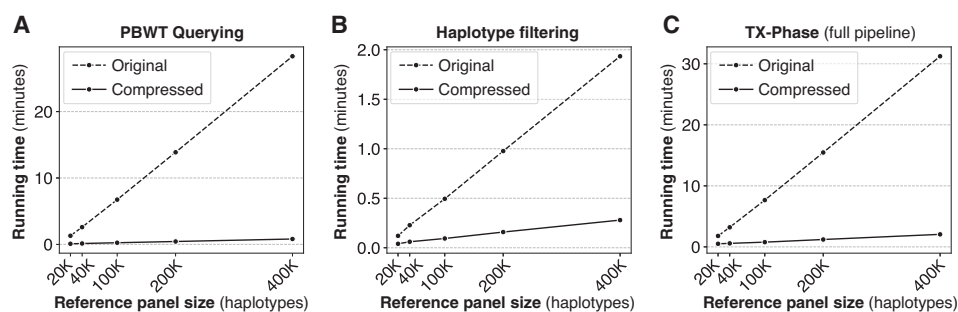 A
PBWT Querying
Original
Compressed
Running time (minutes)
20
10
0
20K
40K
100K
200K
400K
Reference panel size (haplotypes)
B
Haplotype filtering
Original
Compressed
Running time (minutes)
2.0
1.5
1.0
0.5
0.0
20K
40K
100K
200K
400K
Reference panel size (haplotypes)
C
TX-Phase (full pipeline)
Original
Compressed
Running time (minutes)
30
20
10
0
20K
40K
100K
200K
400K
Reference panel size (haplotypes)